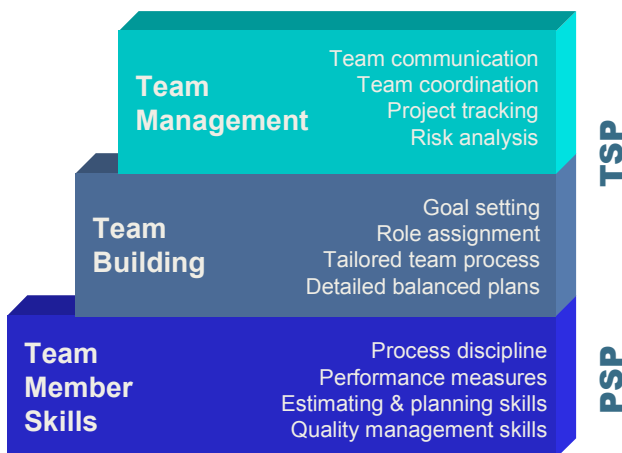 Team
Management
Team communication
Team coordination
Project tracking
Risk analysis
TSP
Team
Building
Goal setting
Role assignment
Tailored team process
Detailed balanced plans
Team
Member
Skills
Process discipline
Performance measures
Estimating & planning skills
Quality management skills
PSP